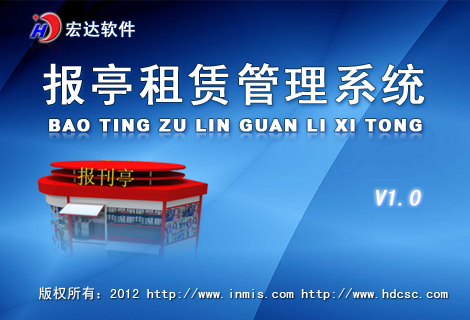 宏达软件
报亭租赁管理系统
BAO TING ZU LIN GUAN LI XI TONG
报刊亭
V1.0
版权所有：2012 http://www.inmis.com http://www.hdcsc.com